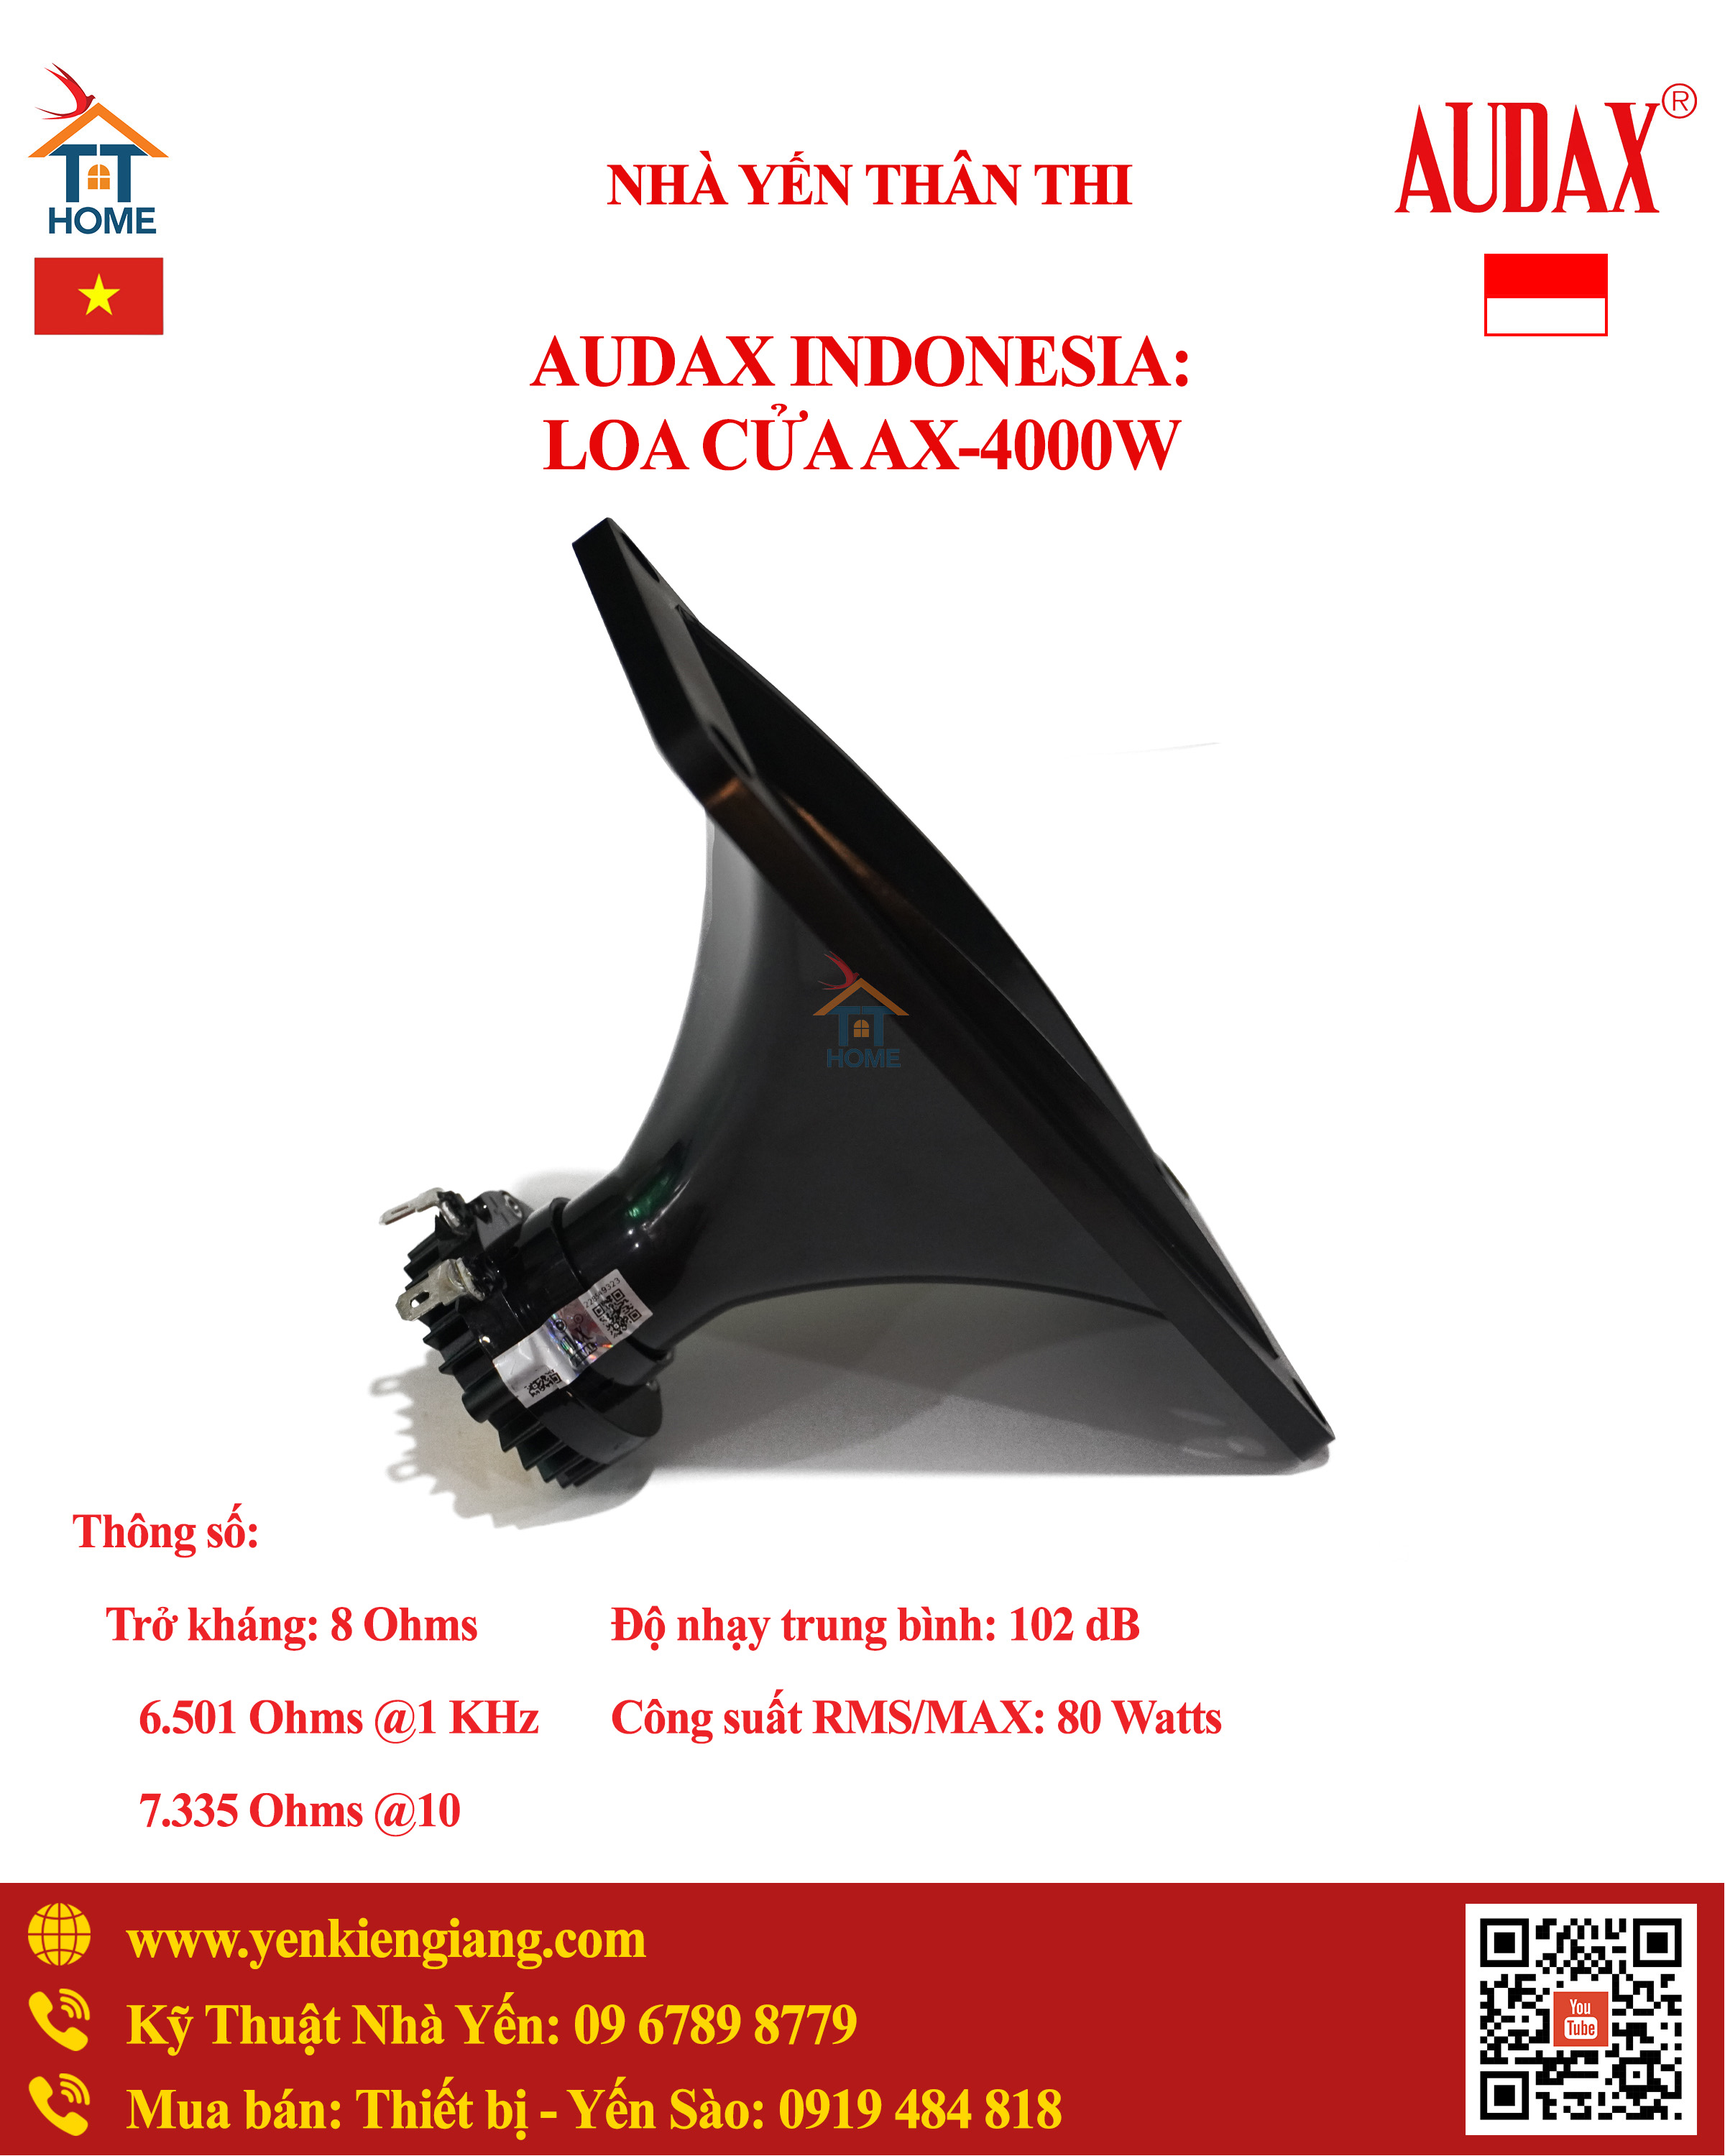 TT
HOME
AUDAX®
NHÀ YẾN THÂN THI
AUDAX INDONESIA:
LOA CỬA AX-4000W
TT
HOME
Thông số:
Trở kháng: 8 Ohms
Độ nhạy trung bình: 102 dB
6.501 Ohms @1 KHz
Công suất RMS/MAX: 80 Watts
7.335 Ohms @10
www.yenkiengiang.com
Kỹ Thuật Nhà Yến: 09 6789 8779
Mua bán: Thiết bị - Yến Sào: 0919 484 818
You
Tube